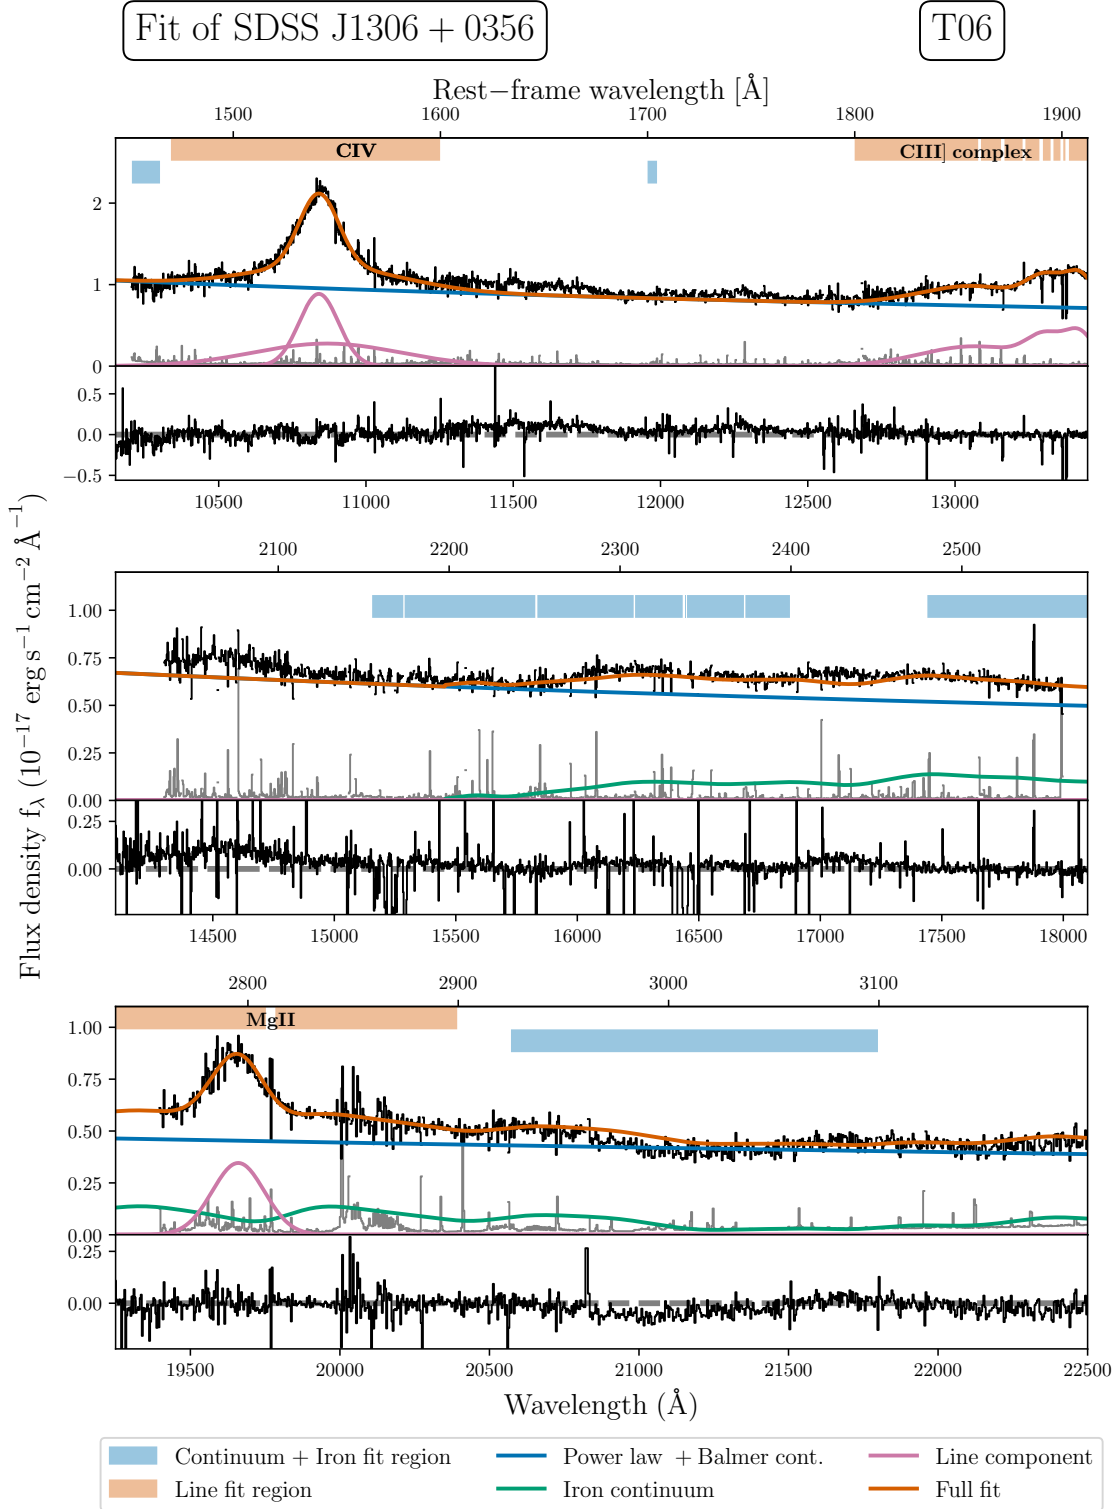 Fit of SDSS J1306 + 0356
T06
Rest−frame wavelength [Å]
1500 1600 1700 1800 1900
CIV
CIII] complex
2
1
0
0.5
0.0
−0.5
10500 11000 11500 12000 12500 13000
2100 2200 2300 2400 2500
1.00
0.75
0.50
0.25
0.00
0.25
0.00
14500 15000 15500 16000 16500 17000 17500 18000
2800 2900 3000 3100
MgII
1.00
0.75
0.50
0.25
0.00
0.25
0.00
19500 20000 20500 21000 21500 22000 22500
Flux density f_λ (10^−17 erg s^−1 cm^−2 Å^−1)
Wavelength (Å)
Continuum + Iron fit region
Power law + Balmer cont.
Line component
Line fit region
Iron continuum
Full fit